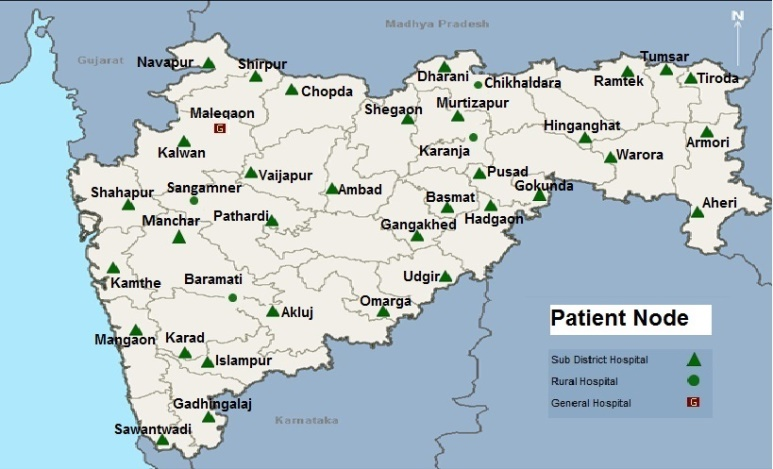 Madhya Pradesh
N
Gujarat
Navapur
Shirpur
Chopda
Dharani
Chikhaldara
Ramtek
Tumsar
Tiroda
Maleqaon
Shegaon
Murtizapur
Hinganghat
Armori
Kalwan
Karanja
Warora
Vaijapur
Pusad
Gokunda
Shahapur
Sangamner
Ambad
Basmat
Aheri
Manchar
Pathardi
Gangakhed
Hadgaon
Kamthe
Baramati
Udgir
Akluj
Omarga
Mangaon
Karad
Islampur
Gadhingalaj
Sawantwadi
Karnataka
Patient Node
Sub District Hospital
Rural Hospital
General Hospital
G
G